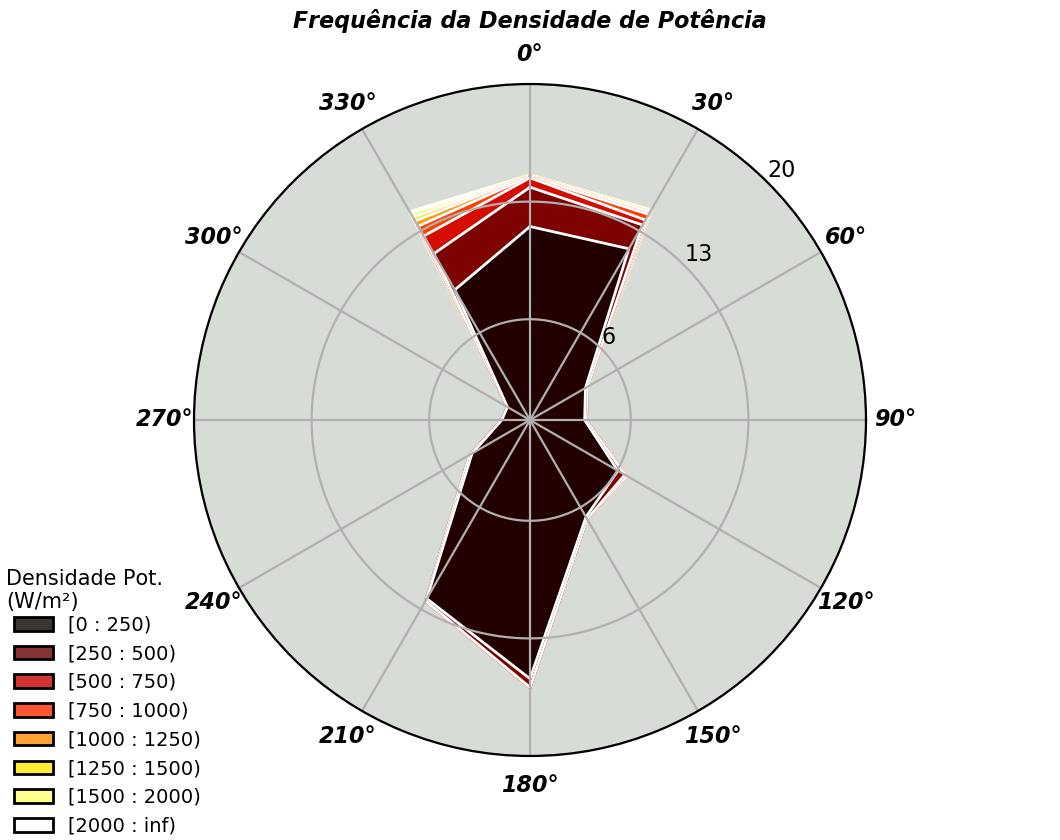 Frequência da Densidade de Potência
0°
330°
30°
20
300°
60°
13
6
270°
90°
240°
120°
210°
150°
180°
Densidade Pot.
(W/m²)
[0 : 250)
[250 : 500)
[500 : 750)
[750 : 1000)
[1000 : 1250)
[1250 : 1500)
[1500 : 2000)
[2000 : inf)